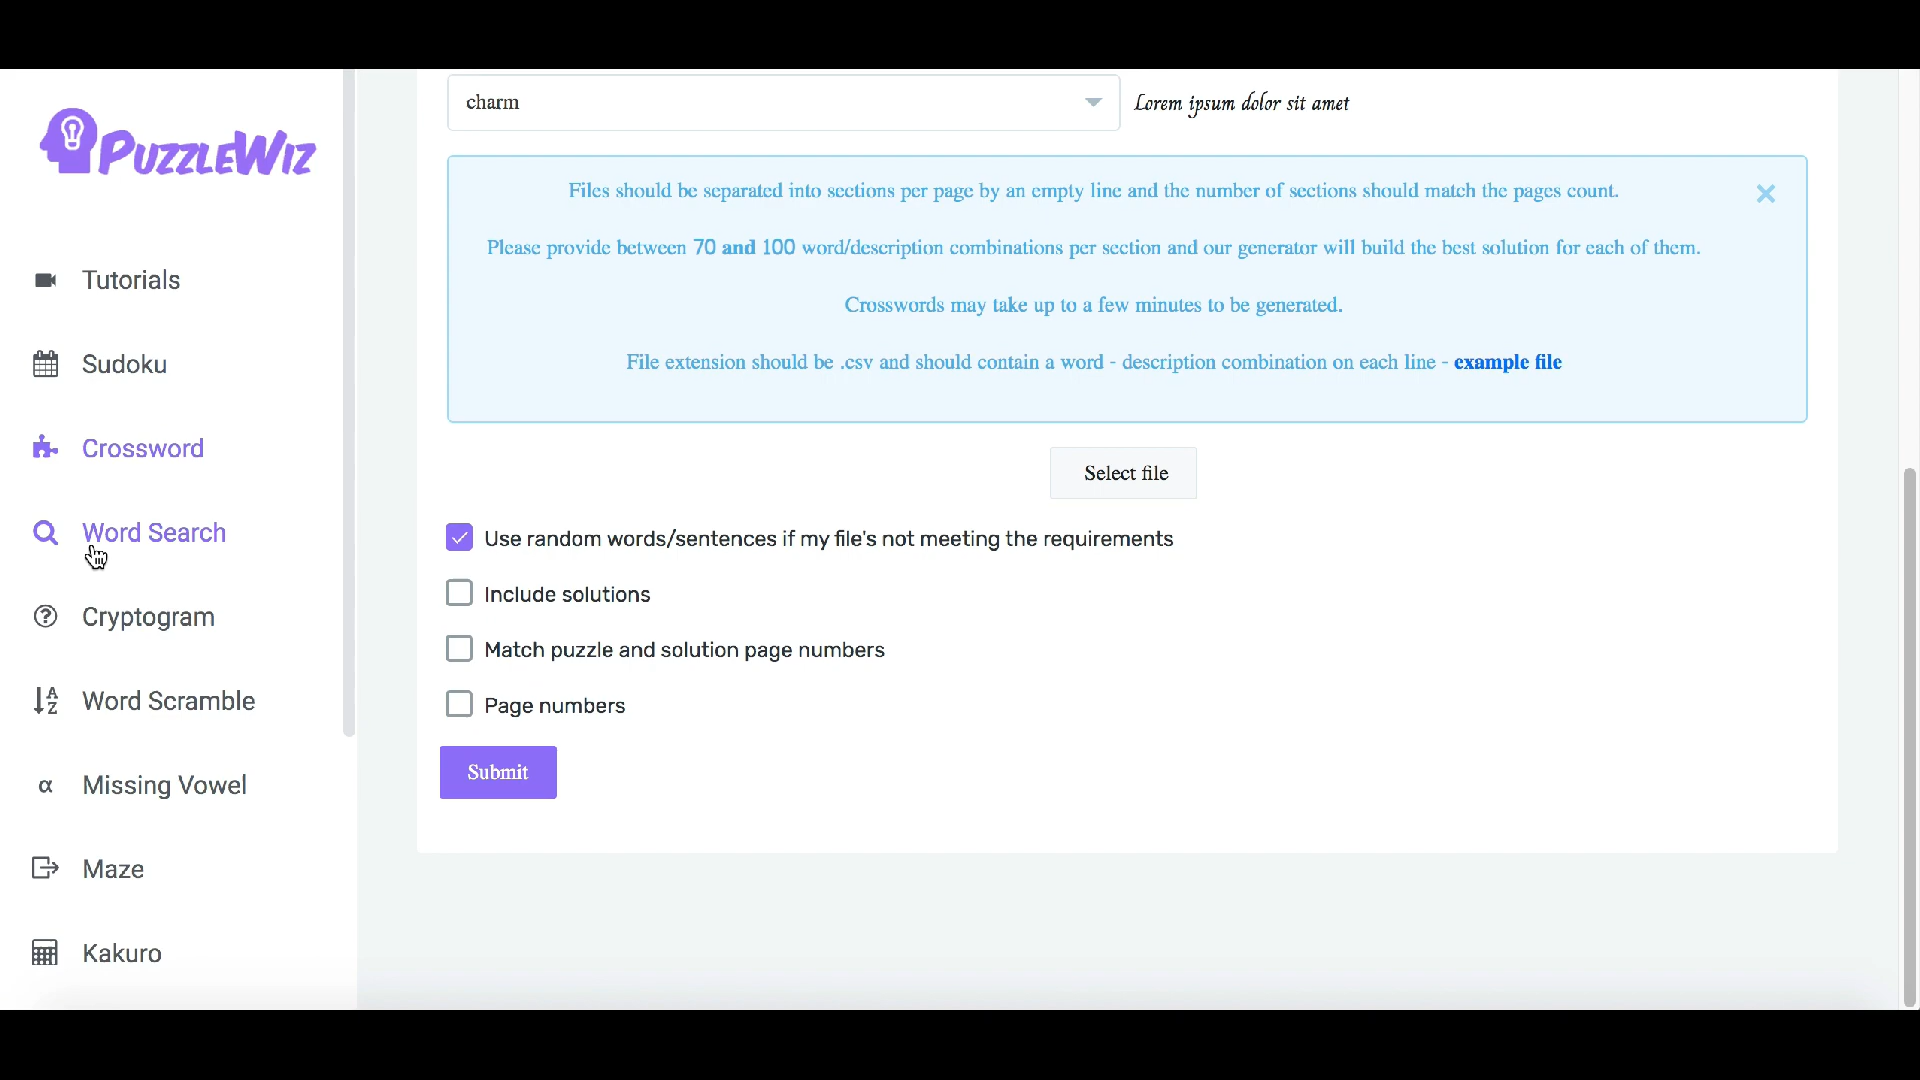 PuzzleWiz
Tutorials
Sudoku
Crossword
Word Search
Cryptogram
Word Scramble
Missing Vowel
Maze
Kakuro
charm
Lorem ipsum dolor sit amet
Files should be separated into sections per page by an empty line and the number of sections should match the pages count.
Please provide between 70 and 100 word/description combinations per section and our generator will build the best solution for each of them.
Crosswords may take up to a few minutes to be generated.
File extension should be .csv and should contain a word - description combination on each line - example file
Select file
Use random words/sentences if my file's not meeting the requirements
Include solutions
Match puzzle and solution page numbers
Page numbers
Submit